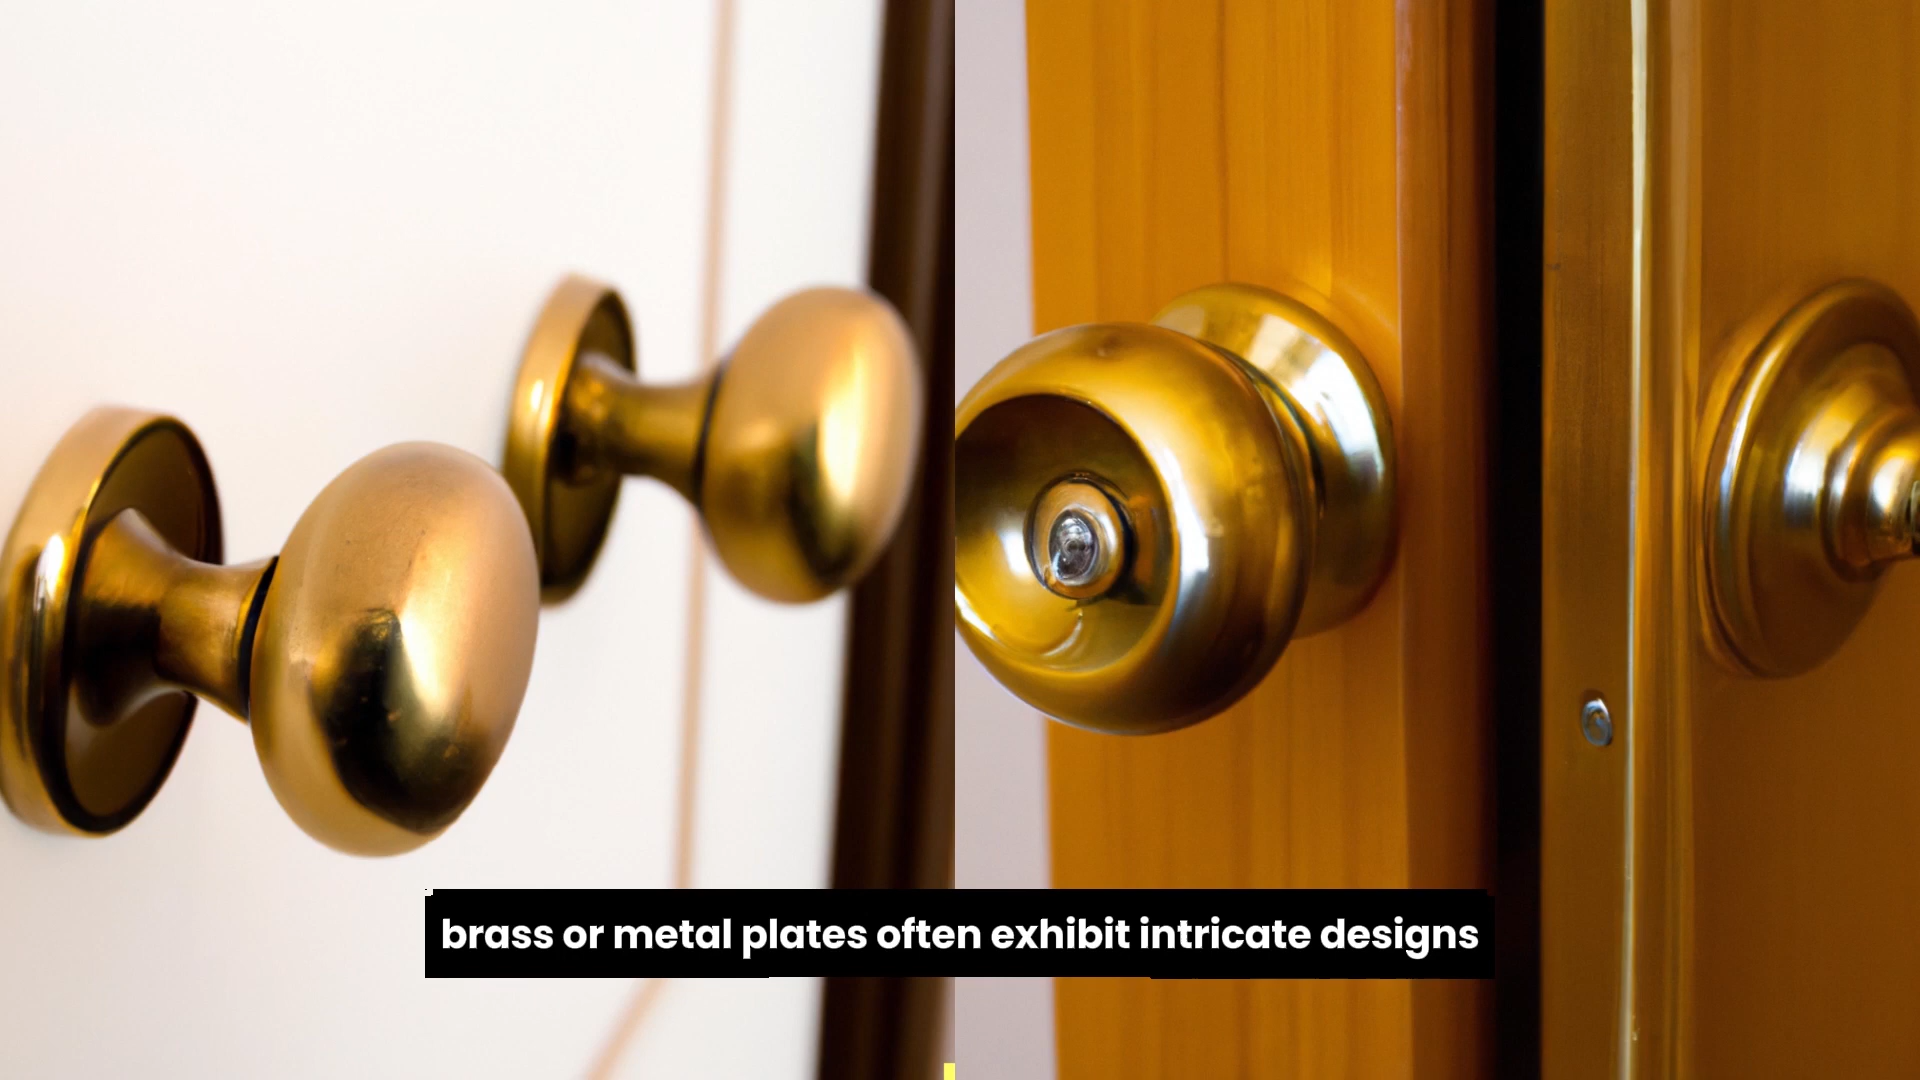 brass or metal plates often exhibit intricate designs